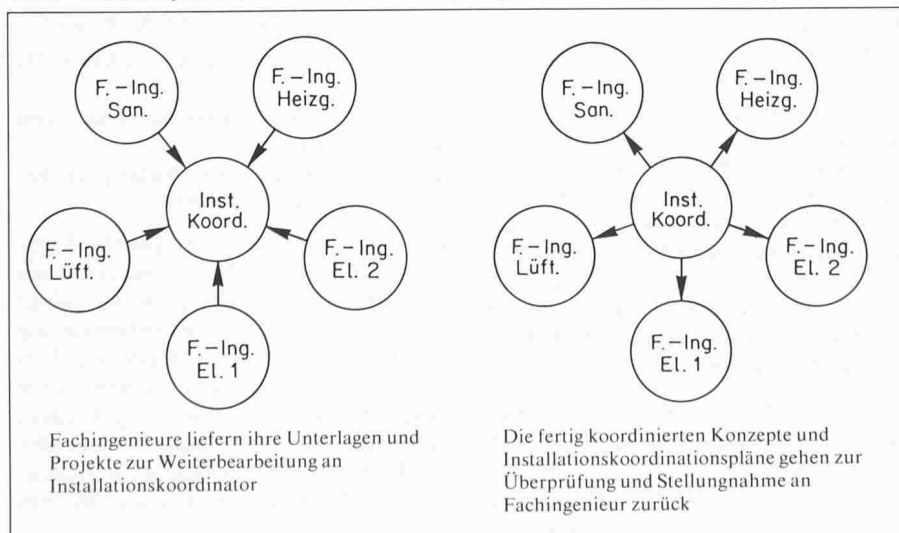 F.–Ing.
San.
F.–Ing.
Heizg.
Inst.
Koord.
F.–Ing.
Lüft.
F.–Ing.
El. 2
F.–Ing.
El. 1
Fachingenieure liefern ihre Unterlagen und
Projekte zur Weiterbearbeitung an
Installationskoordinator
F.–Ing.
San.
F.–Ing.
Heizg.
Inst.
Koord.
F.–Ing.
Lüft.
F.–Ing.
El. 2
F.–Ing.
El. 1
Die fertig koordinierten Konzepte und
Installationskoordinationspläne gehen zur
Überprüfung und Stellungnahme an
Fachingenieur zurück